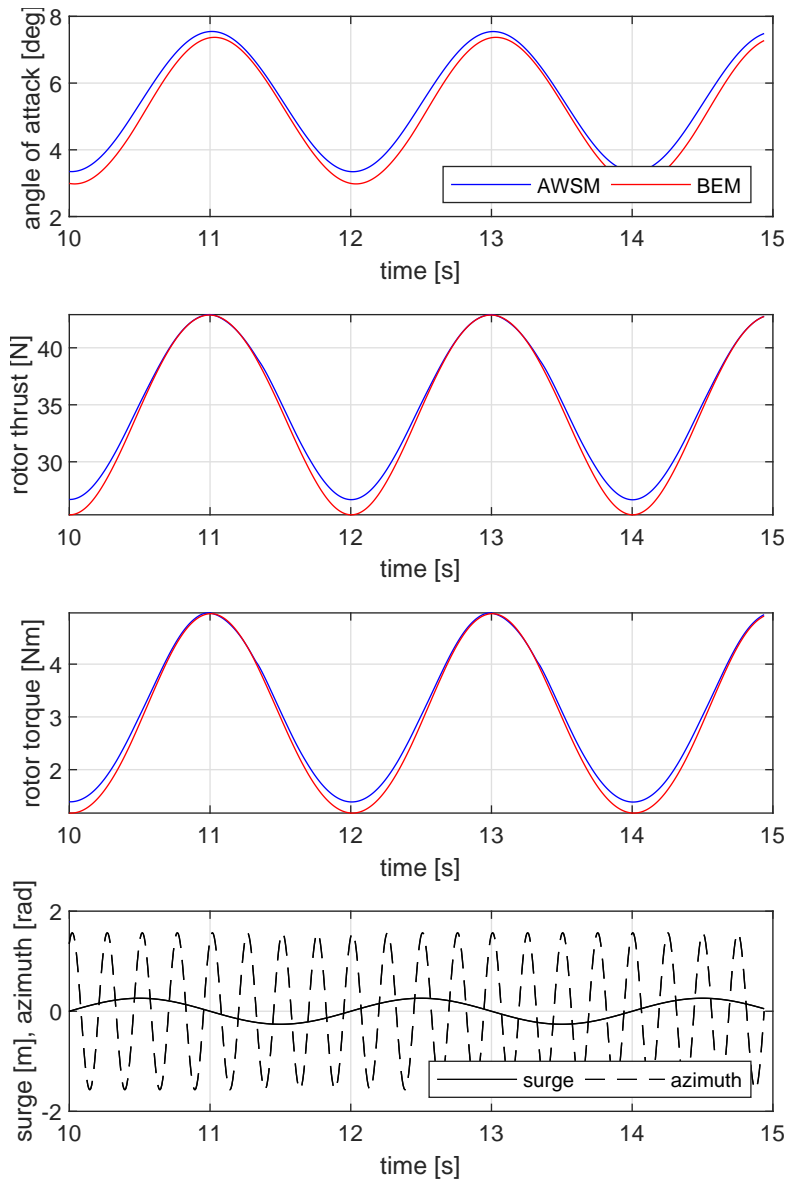 angle of attack [deg]
8
6
4
2
AWSM BEM
10 11 12 13 14 15
time [s]
rotor thrust [N]
40
35
30
10 11 12 13 14 15
time [s]
rotor torque [Nm]
4
3
2
10 11 12 13 14 15
time [s]
surge [m], azimuth [rad]
2
0
-2
surge azimuth
10 11 12 13 14 15
time [s]